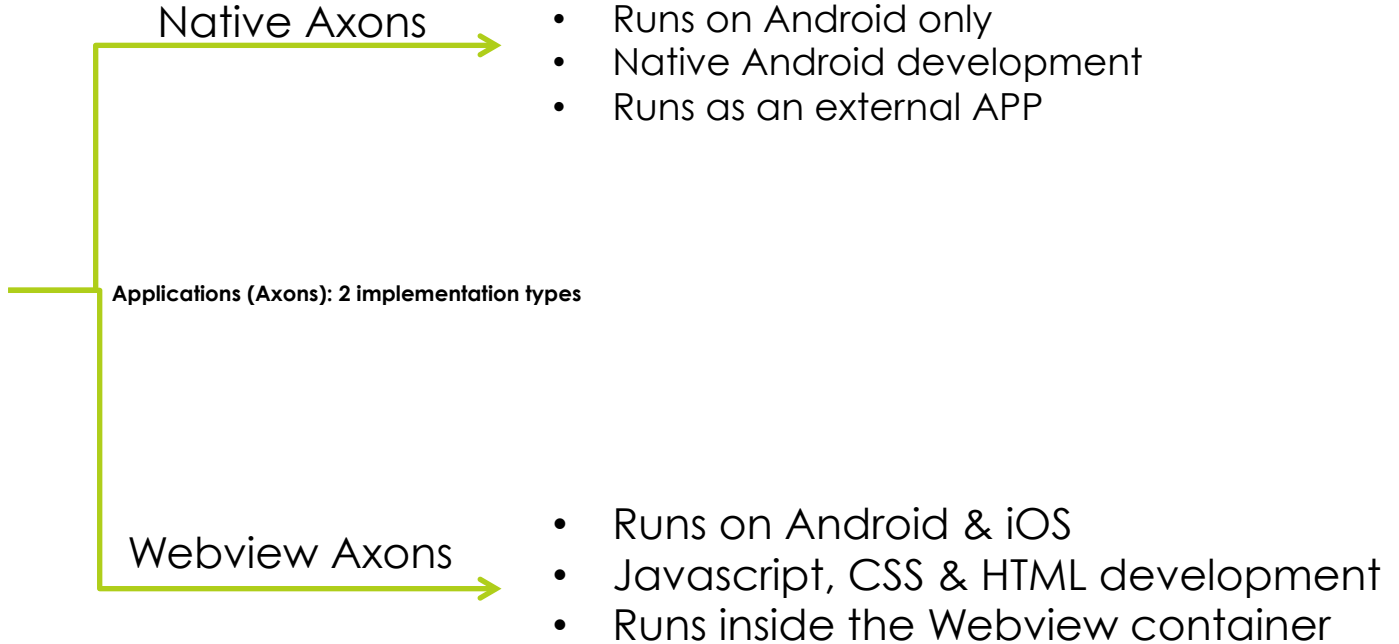 Native Axons
• Runs on Android only
• Native Android development
• Runs as an external APP
Applications (Axons): 2 implementation types
Webview Axons
• Runs on Android & iOS
• Javascript, CSS & HTML development
• Runs inside the Webview container